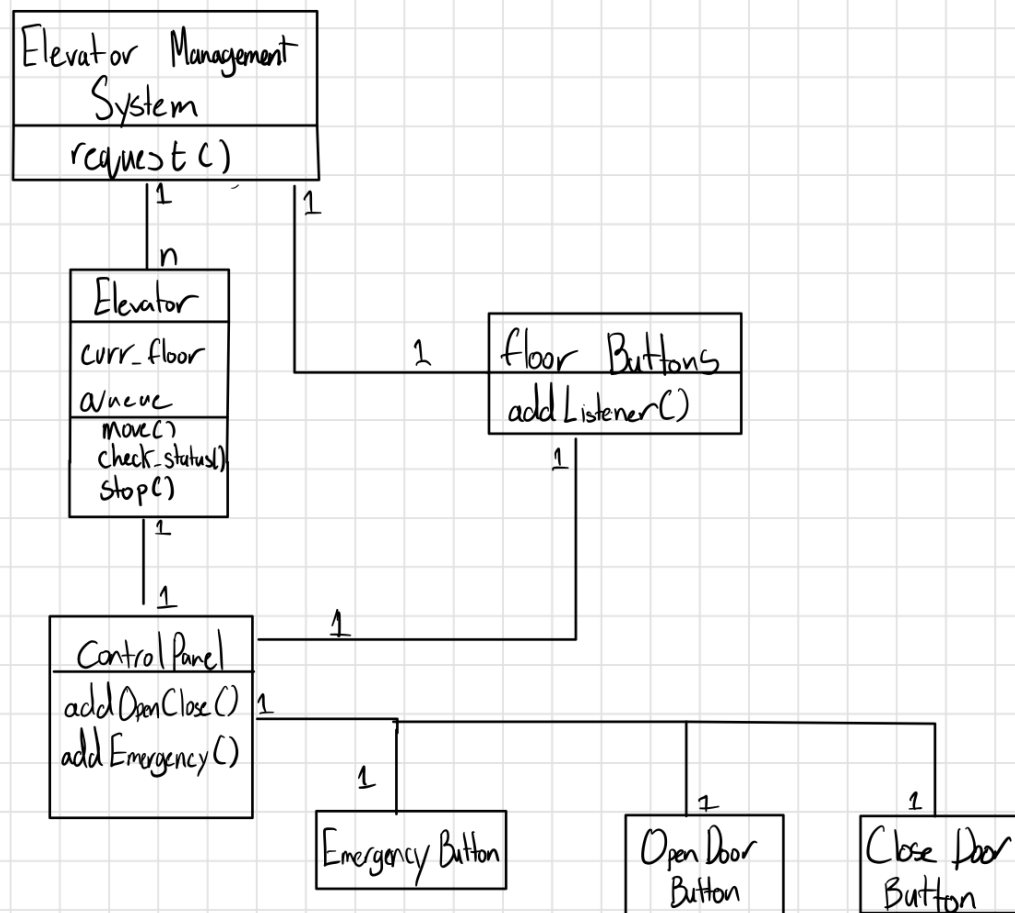 Elevator Management
System
request()
1
1
n
Elevator
curr_floor
Queue
move()
check_status()
stop()
1
floor Buttons
addListener()
1
1
1
1
Control Panel
addOpenClose()
addEmergency()
1
1
1
1
Emergency Button
Open Door
Button
Close Door
Button